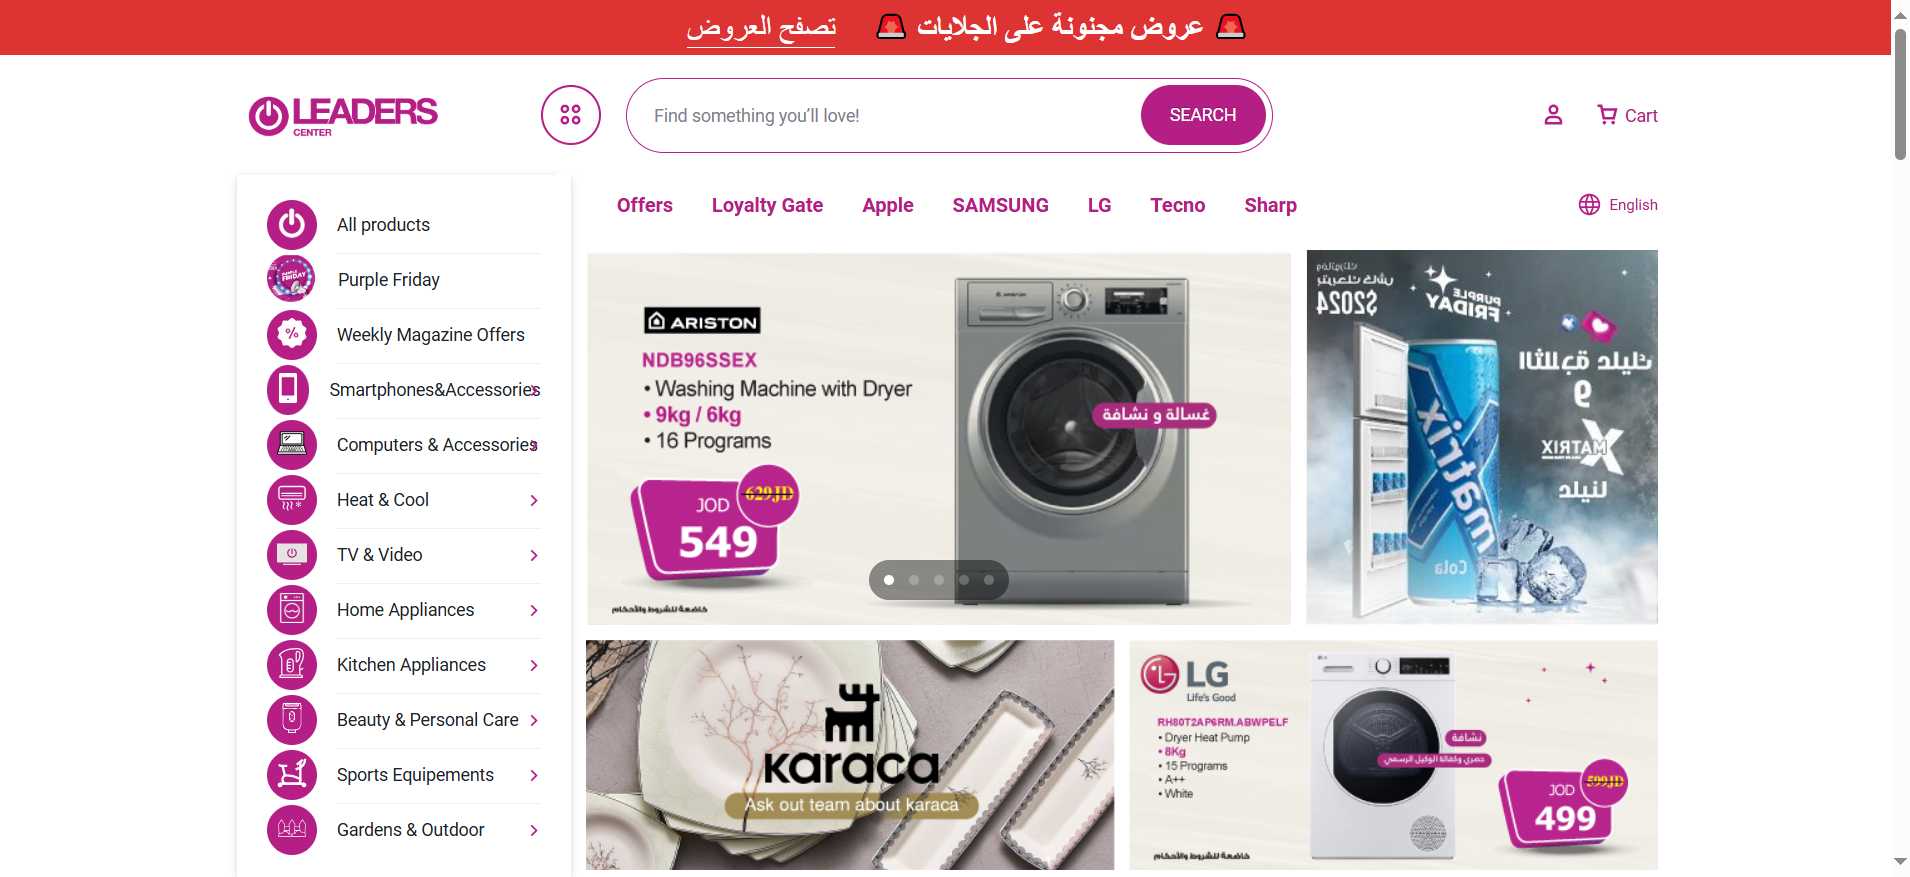 🚨 عروض مجنونة على الجلايات 🚨 تصفح العروض
LEADERS
CENTER
Find something you’ll love!
SEARCH
Cart
Offers
Loyalty Gate
Apple
SAMSUNG
LG
Tecno
Sharp
English
All products
Purple Friday
Weekly Magazine Offers
Smartphones&Accessories
Computers & Accessories
Heat & Cool
TV & Video
Home Appliances
Kitchen Appliances
Beauty & Personal Care
Sports Equipements
Gardens & Outdoor
ARISTON
NDB96SSEX
• Washing Machine with Dryer
• 9kg / 6kg
• 16 Programs
غسالة و نشافة
629JD
JOD
549
خاضعة للشروط والأحكام
$2024
PURPLE
FRIDAY
MATRIX
matrix
Cola
karaca
Ask out team about karaca
LG
Life's Good
RH80T2AP6RM.ABWPELF
• Dryer Heat Pump
• 8Kg
• 15 Programs
• A++
• White
نشافة
حصري وكفالة الوكيل الرسمي
599JD
JOD
499
خاضعة للشروط والأحكام